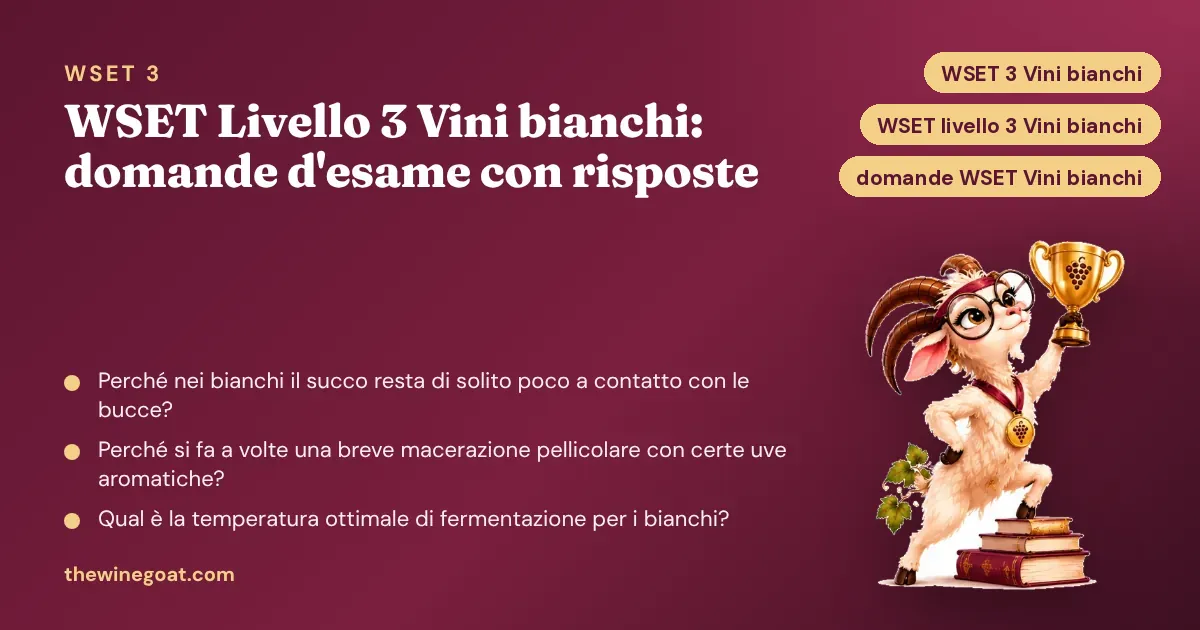 WSET 3
WSET Livello 3 Vini bianchi:
domande d'esame con risposte
WSET 3 Vini bianchi
WSET livello 3 Vini bianchi
domande WSET Vini bianchi
Perché nei bianchi il succo resta di solito poco a contatto con le
bucce?
Perché si fa a volte una breve macerazione pellicolare con certe uve
aromatiche?
Qual è la temperatura ottimale di fermentazione per i bianchi?
thewinegoat.com